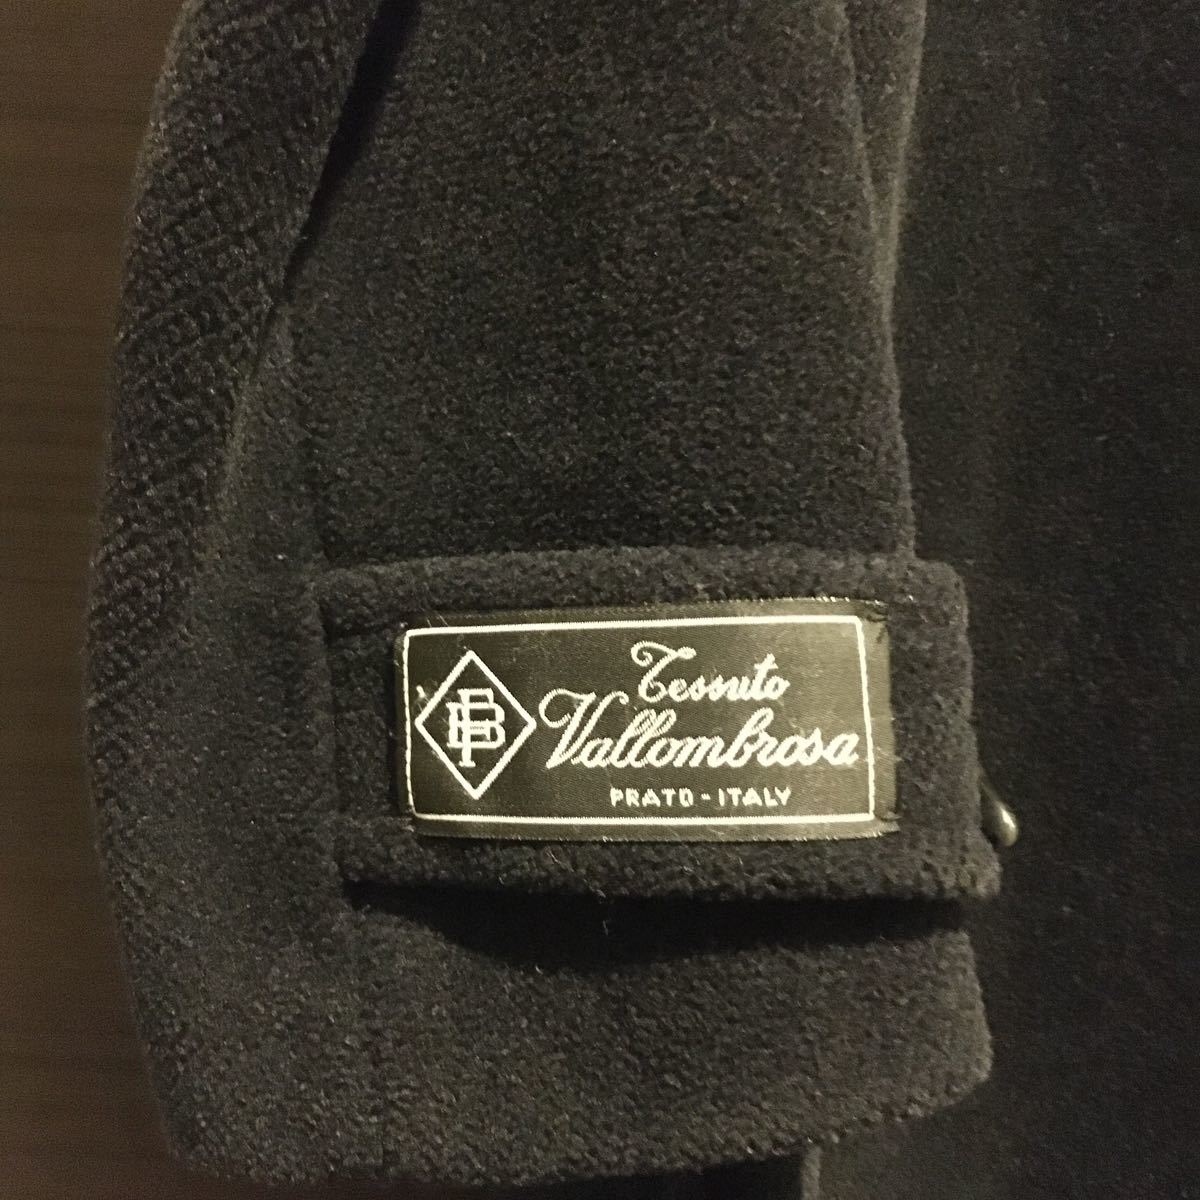 Tessuto
Vallombrosa
PRATO - ITALY